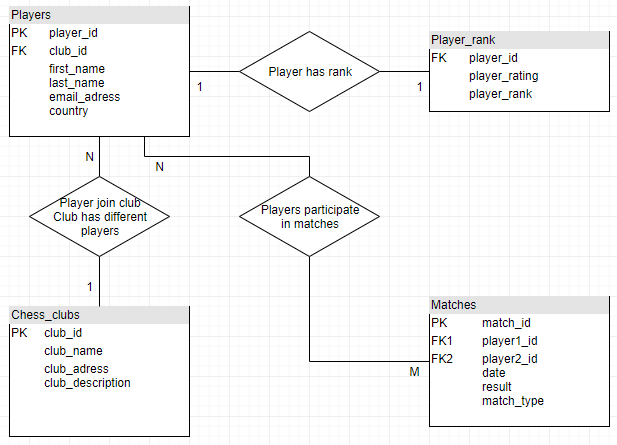 Players
PK player_id
FK club_id
first_name
last_name
email_adress
country
1
Player has rank
1
Player_rank
FK player_id
player_rating
player_rank
N
N
Player join club
Club has different
players
Players participate
in matches
1
M
Chess_clubs
PK club_id
club_name
club_adress
club_description
Matches
PK match_id
FK1 player1_id
FK2 player2_id
date
result
match_type